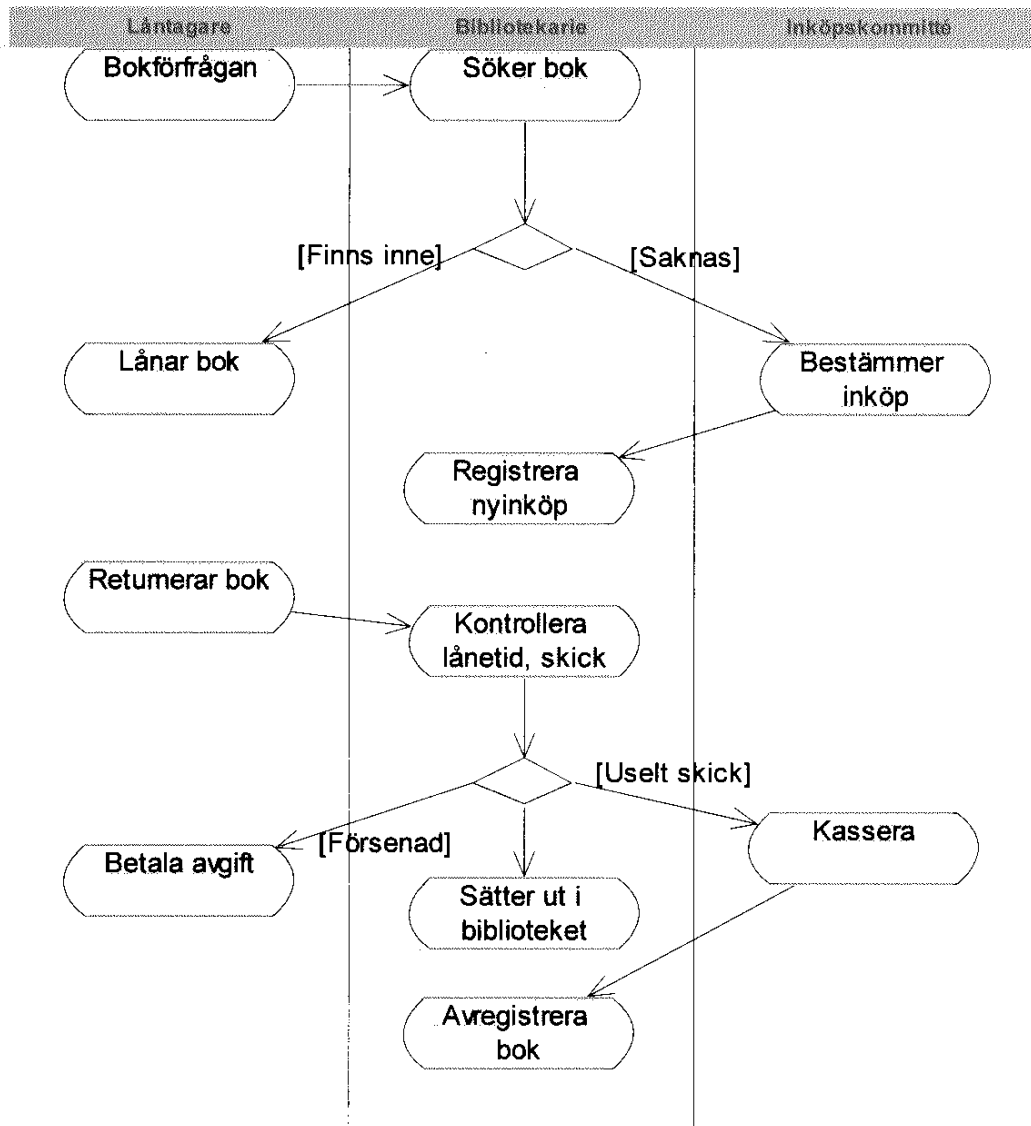 Låntagare
Bibliotekarie
Inköpskommitté
Bokförfrågan
Söker bok
[Finns inne]
[Saknas]
Lånar bok
Bestämmer
inköp
Registrera
nyinköp
Returnerar bok
Kontrollera
lånetid, skick
[Uselt skick]
[Försenad]
Kassera
Betala avgift
Sätter ut i
biblioteket
Avregistrera
bok